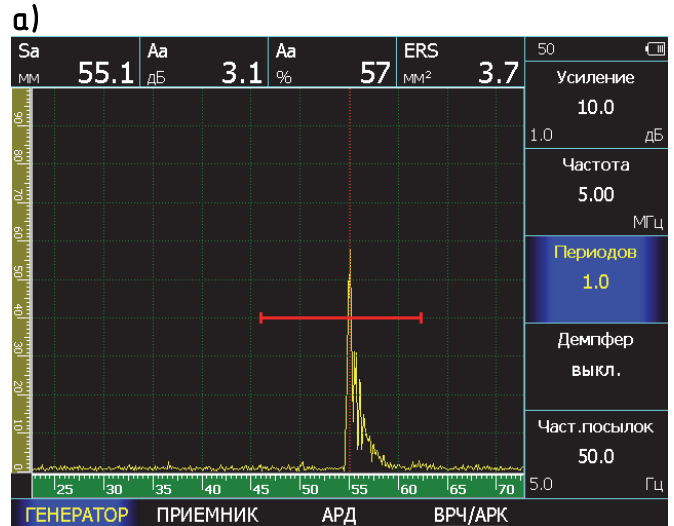 а)
Sa
мм 55.1
Aa
дБ 3.1
Aa
% 57
ERS
мм² 3.7
50
Усиление
10.0
1.0 дБ
Частота
5.00
МГц
Периодов
1.0
Демпфер
выкл.
Част.посылок
50.0
5.0 Гц
90
80
70
60
50
40
30
20
10
0
25 30 35 40 45 50 55 60 65 70
ГЕНЕРАТОР ПРИЕМНИК АРД ВРЧ/АРК